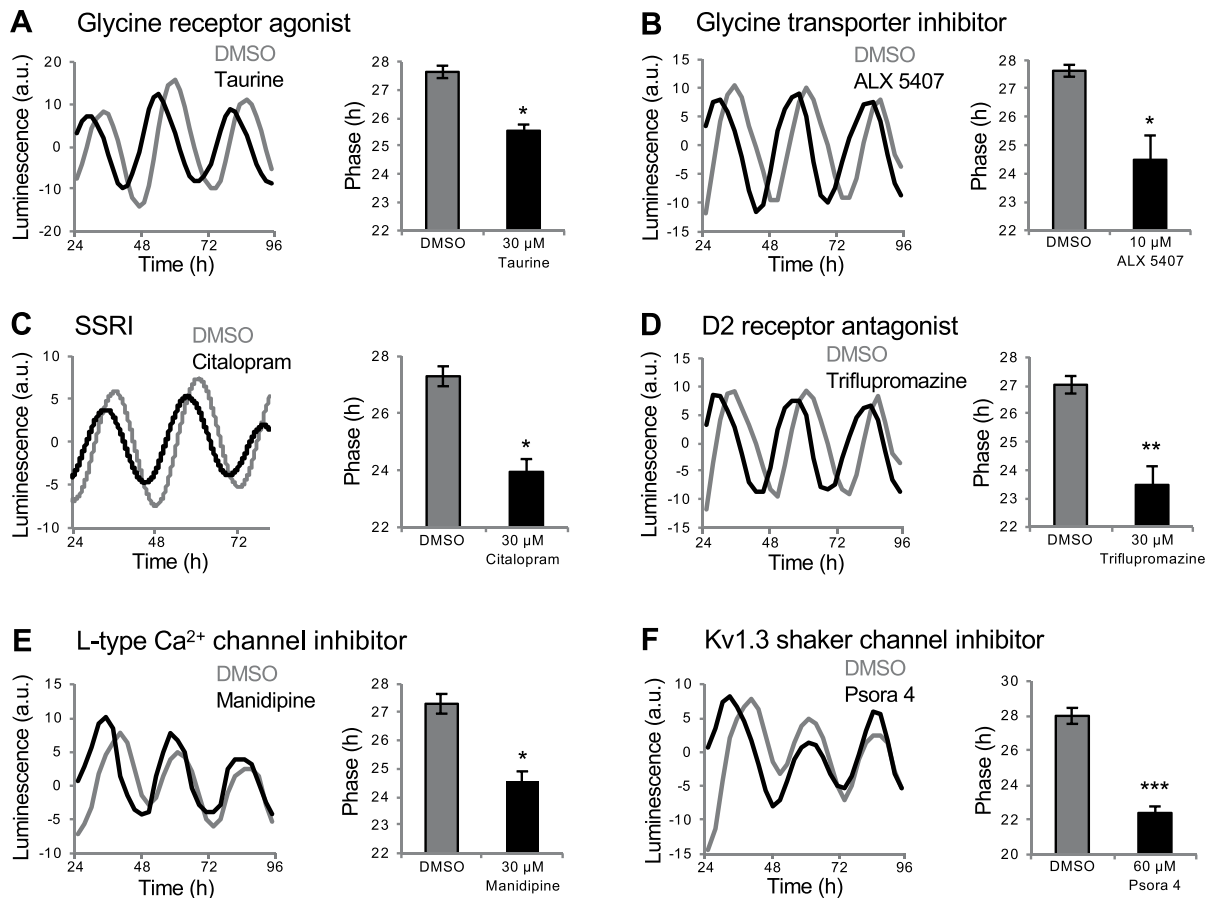 A Glycine receptor agonist
DMSO
Taurine
Luminescence (a.u.)
20
10
0
-10
-20
24 48 72 96
Time (h)
Phase (h)
28
27
26
25
24
23
22
DMSO 30 µM
Taurine
*
B Glycine transporter inhibitor
DMSO
ALX 5407
Luminescence (a.u.)
15
10
5
0
-5
-10
-15
24 48 72 96
Time (h)
Phase (h)
28
27
26
25
24
23
22
DMSO 10 µM
ALX 5407
*
C SSRI
DMSO
Citalopram
Luminescence (a.u.)
10
5
0
-5
-10
24 48 72
Time (h)
Phase (h)
28
26
24
22
DMSO 30 µM
Citalopram
*
D D2 receptor antagonist
DMSO
Triflupromazine
Luminescence (a.u.)
15
10
5
0
-5
-10
-15
24 48 72 96
Time (h)
Phase (h)
28
27
26
25
24
23
22
DMSO 30 µM
Triflupromazine
**
E L-type Ca²⁺ channel inhibitor
DMSO
Manidipine
Luminescence (a.u.)
15
10
5
0
-5
-10
24 48 72 96
Time (h)
Phase (h)
28
27
26
25
24
23
22
DMSO 30 µM
Manidipine
*
F Kv1.3 shaker channel inhibitor
DMSO
Psora 4
Luminescence (a.u.)
10
5
0
-5
-10
-15
24 48 72 96
Time (h)
Phase (h)
30
28
26
24
22
20
DMSO 60 µM
Psora 4
***